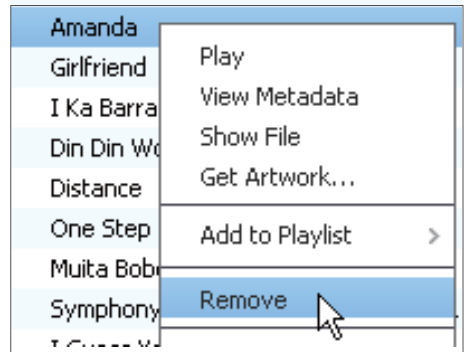 Amanda
Girlfriend
I Ka Barra
Din Din Wo
Distance
One Step
Muita Bob
Symphony
Play
View Metadata
Show File
Get Artwork...
Add to Playlist
Remove